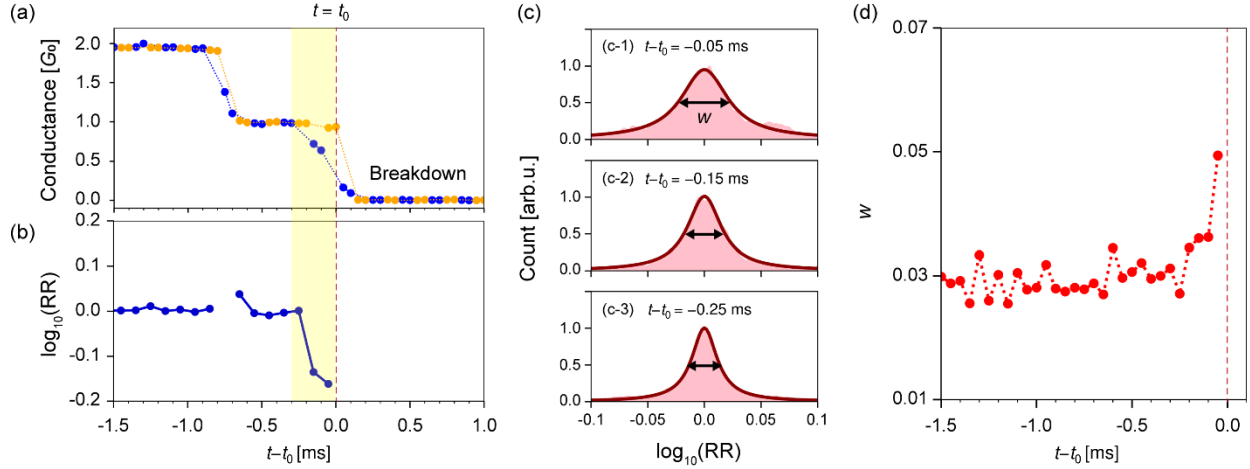 (a)
t = t₀
Conductance [G₀]
2.0
1.5
1.0
0.5
0.0
Breakdown
(b)
log₁₀(RR)
0.2
0.1
0.0
-0.1
-0.2
-1.5 -1.0 -0.5 0.0 0.5 1.0
t–t₀ [ms]
(c)
Count [arb.u.]
(c-1) t–t₀ = −0.05 ms
1.0
0.5
0.0
w
(c-2) t–t₀ = −0.15 ms
1.0
0.5
0.0
(c-3) t–t₀ = −0.25 ms
1.0
0.5
0.0
-0.1 -0.05 0.0 0.05 0.1
log₁₀(RR)
(d)
w
0.07
0.05
0.03
0.01
-1.5 -1.0 -0.5 0.0
t–t₀ [ms]